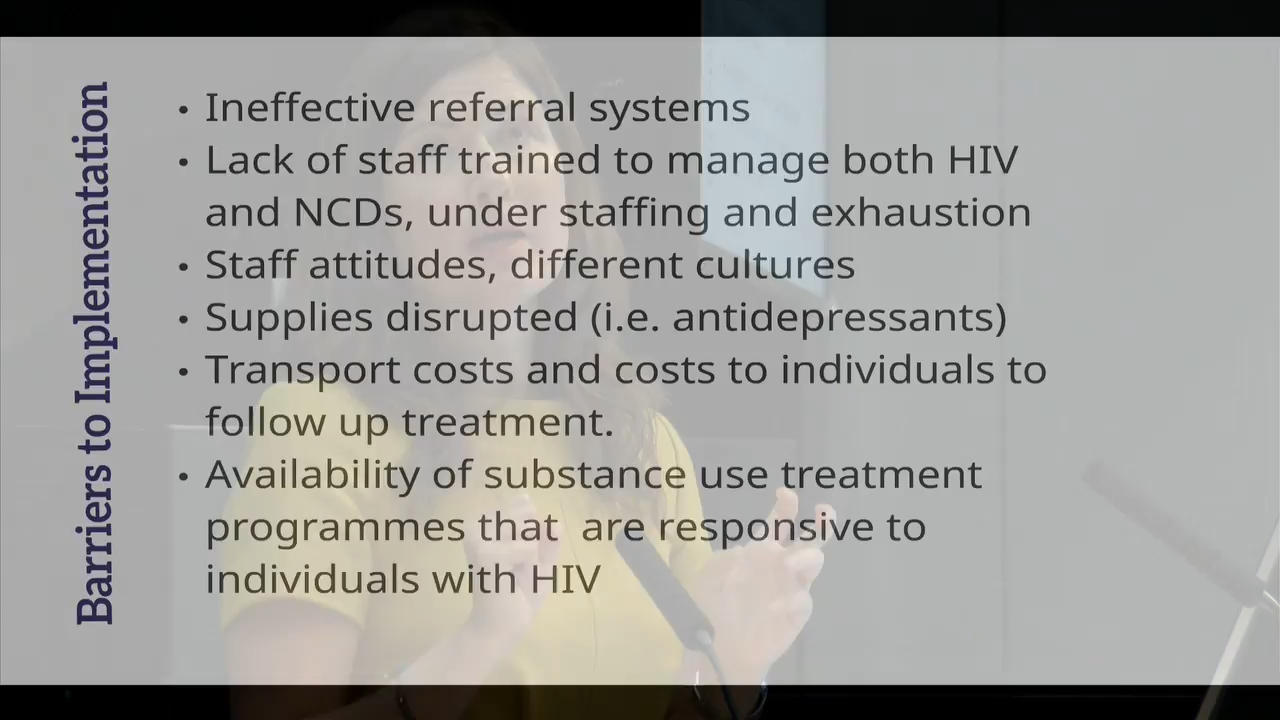 Barriers to Implementation
• Ineffective referral systems
• Lack of staff trained to manage both HIV
and NCDs, under staffing and exhaustion
• Staff attitudes, different cultures
• Supplies disrupted (i.e. antidepressants)
• Transport costs and costs to individuals to
follow up treatment.
• Availability of substance use treatment
programmes that  are responsive to
individuals with HIV